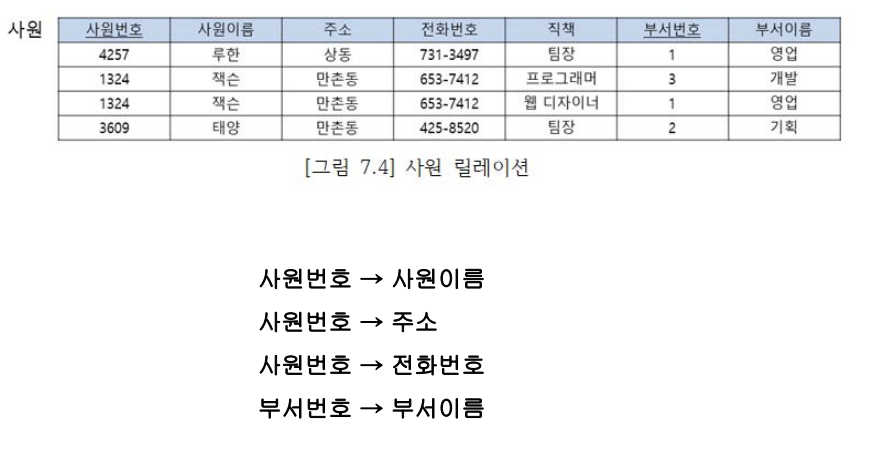 사원
사원번호 사원이름 주소 전화번호 직책 부서번호 부서이름
4257 루한 상동 731-3497 팀장 1 영업
1324 잭슨 만촌동 653-7412 프로그래머 3 개발
1324 잭슨 만촌동 653-7412 웹 디자이너 1 영업
3609 태양 만촌동 425-8520 팀장 2 기획
[그림 7.4] 사원 릴레이션
사원번호 → 사원이름
사원번호 → 주소
사원번호 → 전화번호
부서번호 → 부서이름